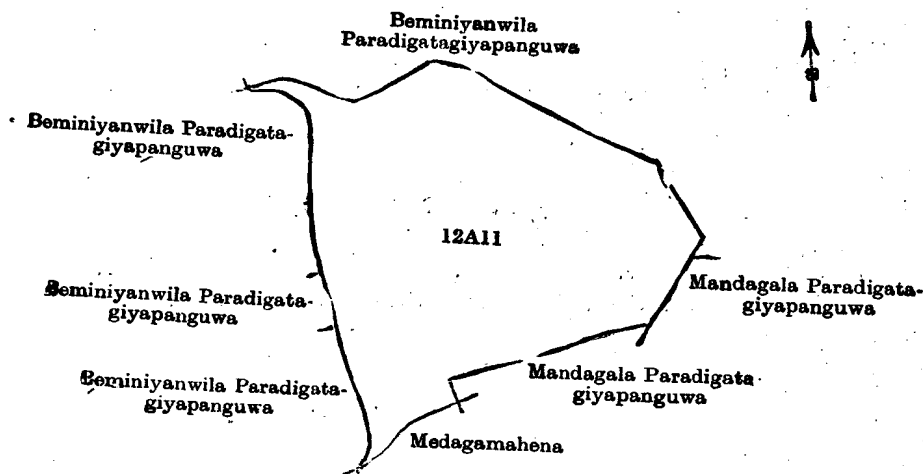 Beminiyanwila
Paradigatagiyapanguwa
Beminiyanwila Paradigata-
giyapanguwa
12A11
Beminiyanwila Paradigata-
giyapanguwa
Mandagala Paradigata-
giyapanguwa
Beminiyanwila Paradigata-
giyapanguwa
Mandagala Paradigata-
giyapanguwa
Medagamahena